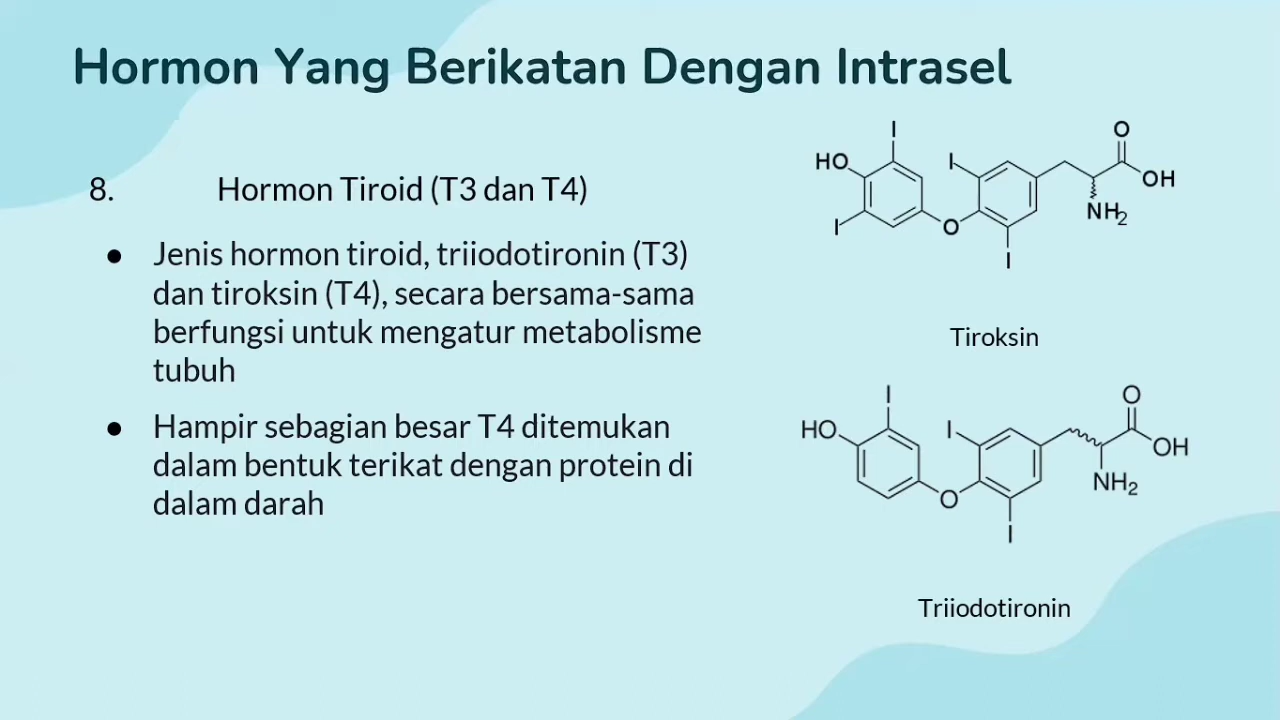 Hormon Yang Berikatan Dengan Intrasel
8. Hormon Tiroid (T3 dan T4)
● Jenis hormon tiroid, triiodotironin (T3)
dan tiroksin (T4), secara bersama-sama
berfungsi untuk mengatur metabolisme
tubuh
● Hampir sebagian besar T4 ditemukan
dalam bentuk terikat dengan protein di
dalam darah
I
O
HO
I
OH
NH₂
I
O
I
Tiroksin
I
O
HO
I
OH
NH₂
O
I
Triiodotironin